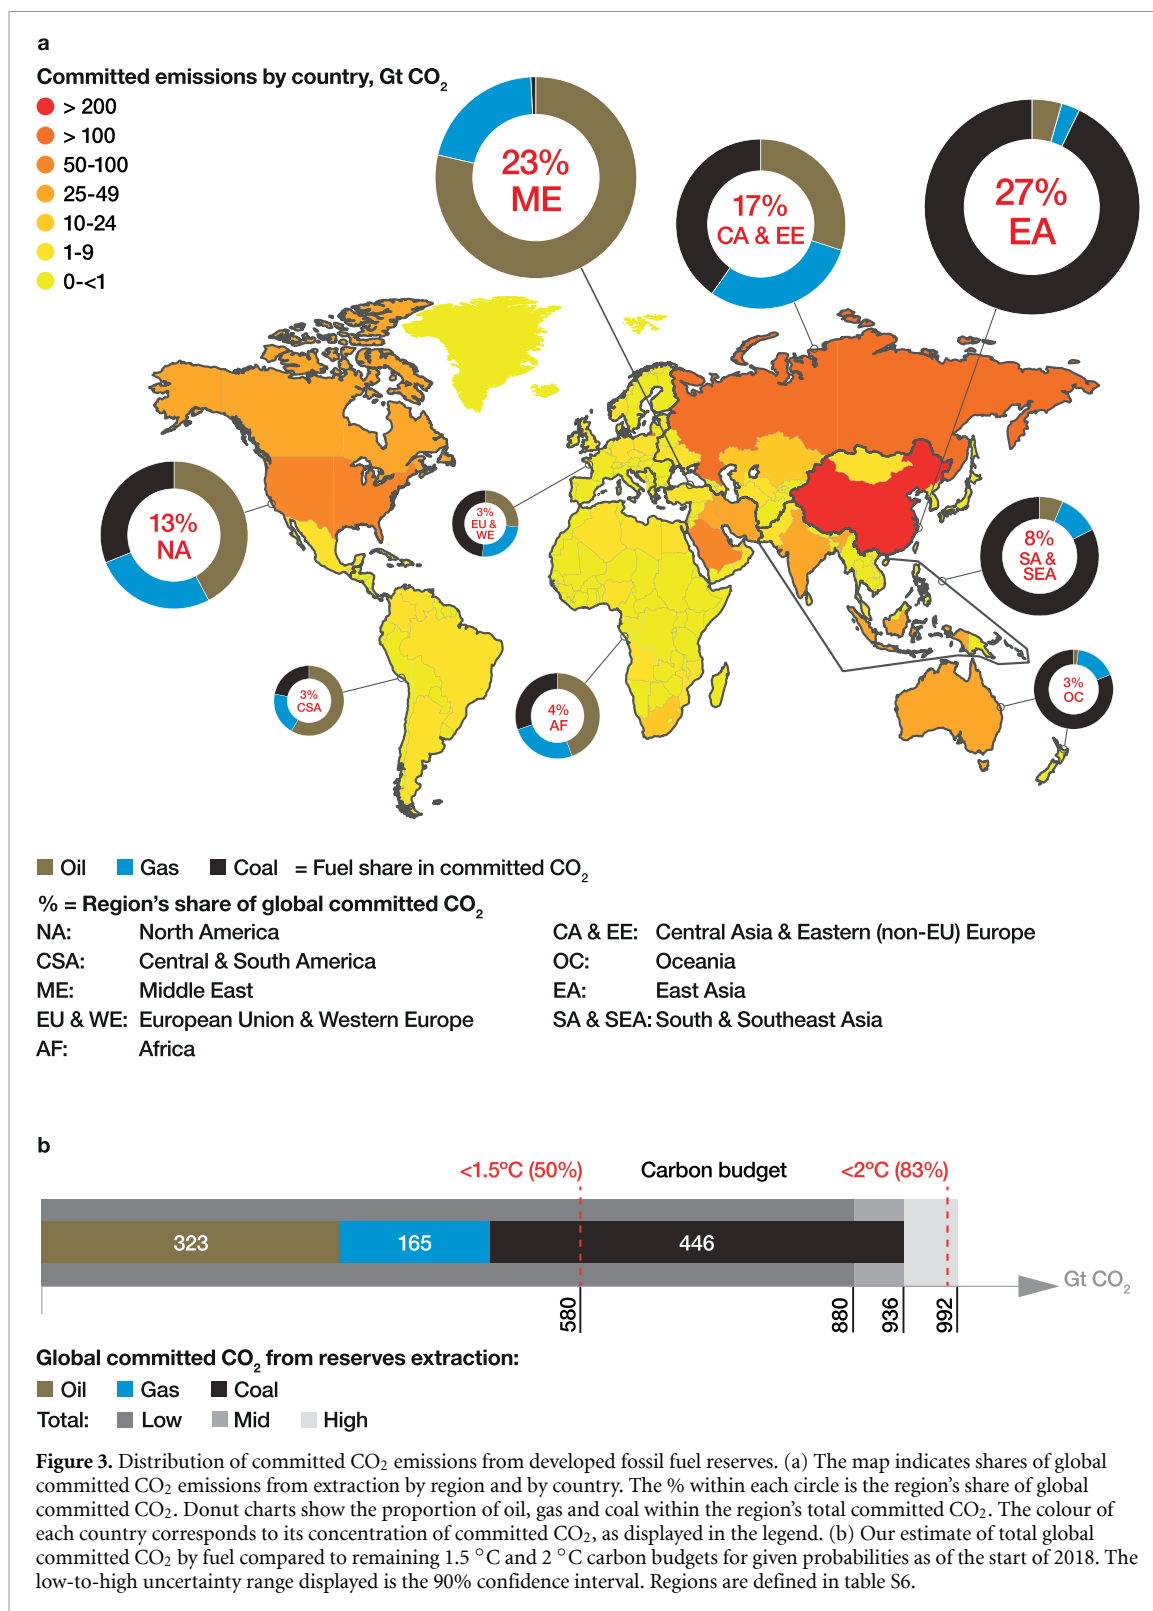 a
Committed emissions by country, Gt CO2
> 200
> 100
50-100
25-49
10-24
1-9
0-<1
23%
ME
17%
CA & EE
27%
EA
13%
NA
3%
EU &
WE
8%
SA &
SEA
3%
CSA
4%
AF
3%
OC
Oil Gas Coal = Fuel share in committed CO2
% = Region's share of global committed CO2
NA: North America
CSA: Central & South America
ME: Middle East
EU & WE: European Union & Western Europe
AF: Africa
CA & EE: Central Asia & Eastern (non-EU) Europe
OC: Oceania
EA: East Asia
SA & SEA: South & Southeast Asia
b
<1.5ºC (50%) Carbon budget <2ºC (83%)
323 165 446
Gt CO2
580 880 936 992
Global committed CO2 from reserves extraction:
Oil Gas Coal
Total: Low Mid High
Figure 3. Distribution of committed CO2 emissions from developed fossil fuel reserves. (a) The map indicates shares of global
committed CO2 emissions from extraction by region and by country. The % within each circle is the region's share of global
committed CO2. Donut charts show the proportion of oil, gas and coal within the region's total committed CO2. The colour of
each country corresponds to its concentration of committed CO2, as displayed in the legend. (b) Our estimate of total global
committed CO2 by fuel compared to remaining 1.5 °C and 2 °C carbon budgets for given probabilities as of the start of 2018. The
low-to-high uncertainty range displayed is the 90% confidence interval. Regions are defined in table S6.